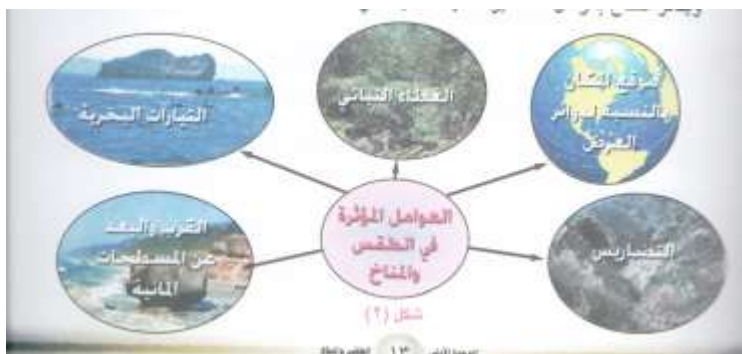 موقع المكان
بالنسبة لدوائر
العرض
الغطاء النباتي
التيارات البحرية
العوامل المؤثرة
في الطقس
والمناخ
التضاريس
القرب والبعد
عن المسطحات
المائية
شكل (٢)
١٣